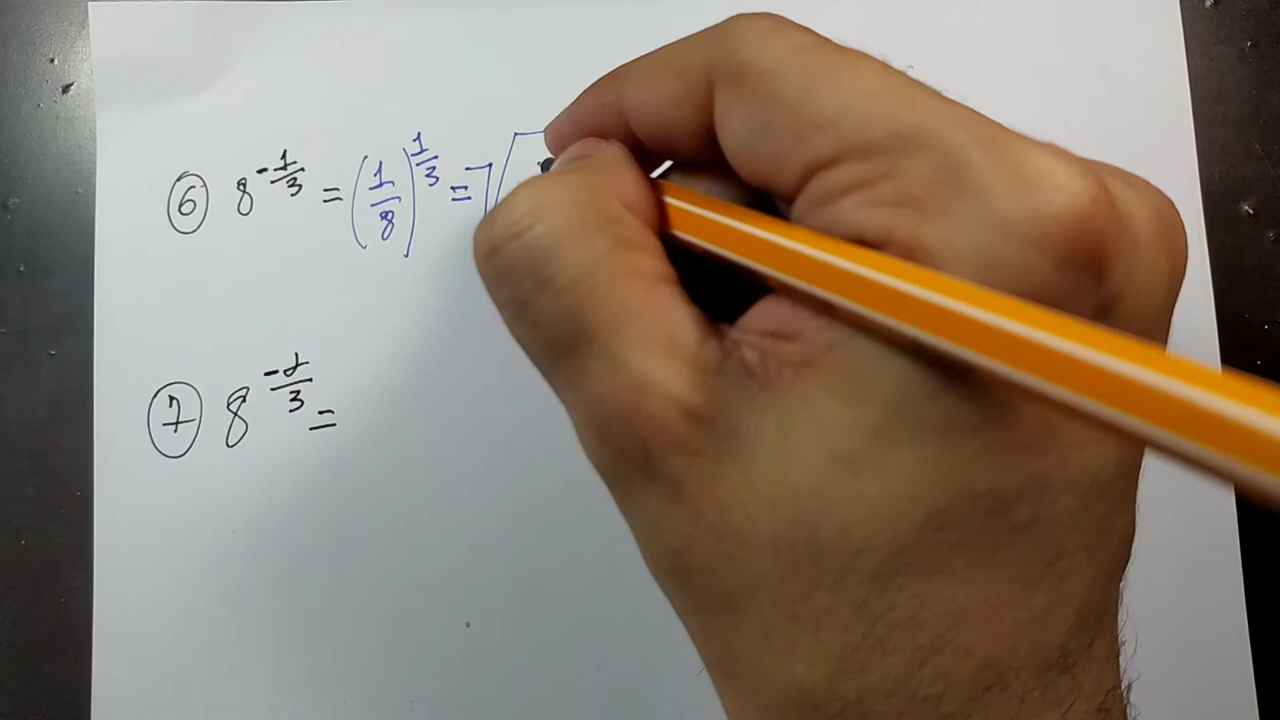 ⑥ 8^{-1/3} = (1/8)^{1/3} = √
⑦ 8^{-2/3} =